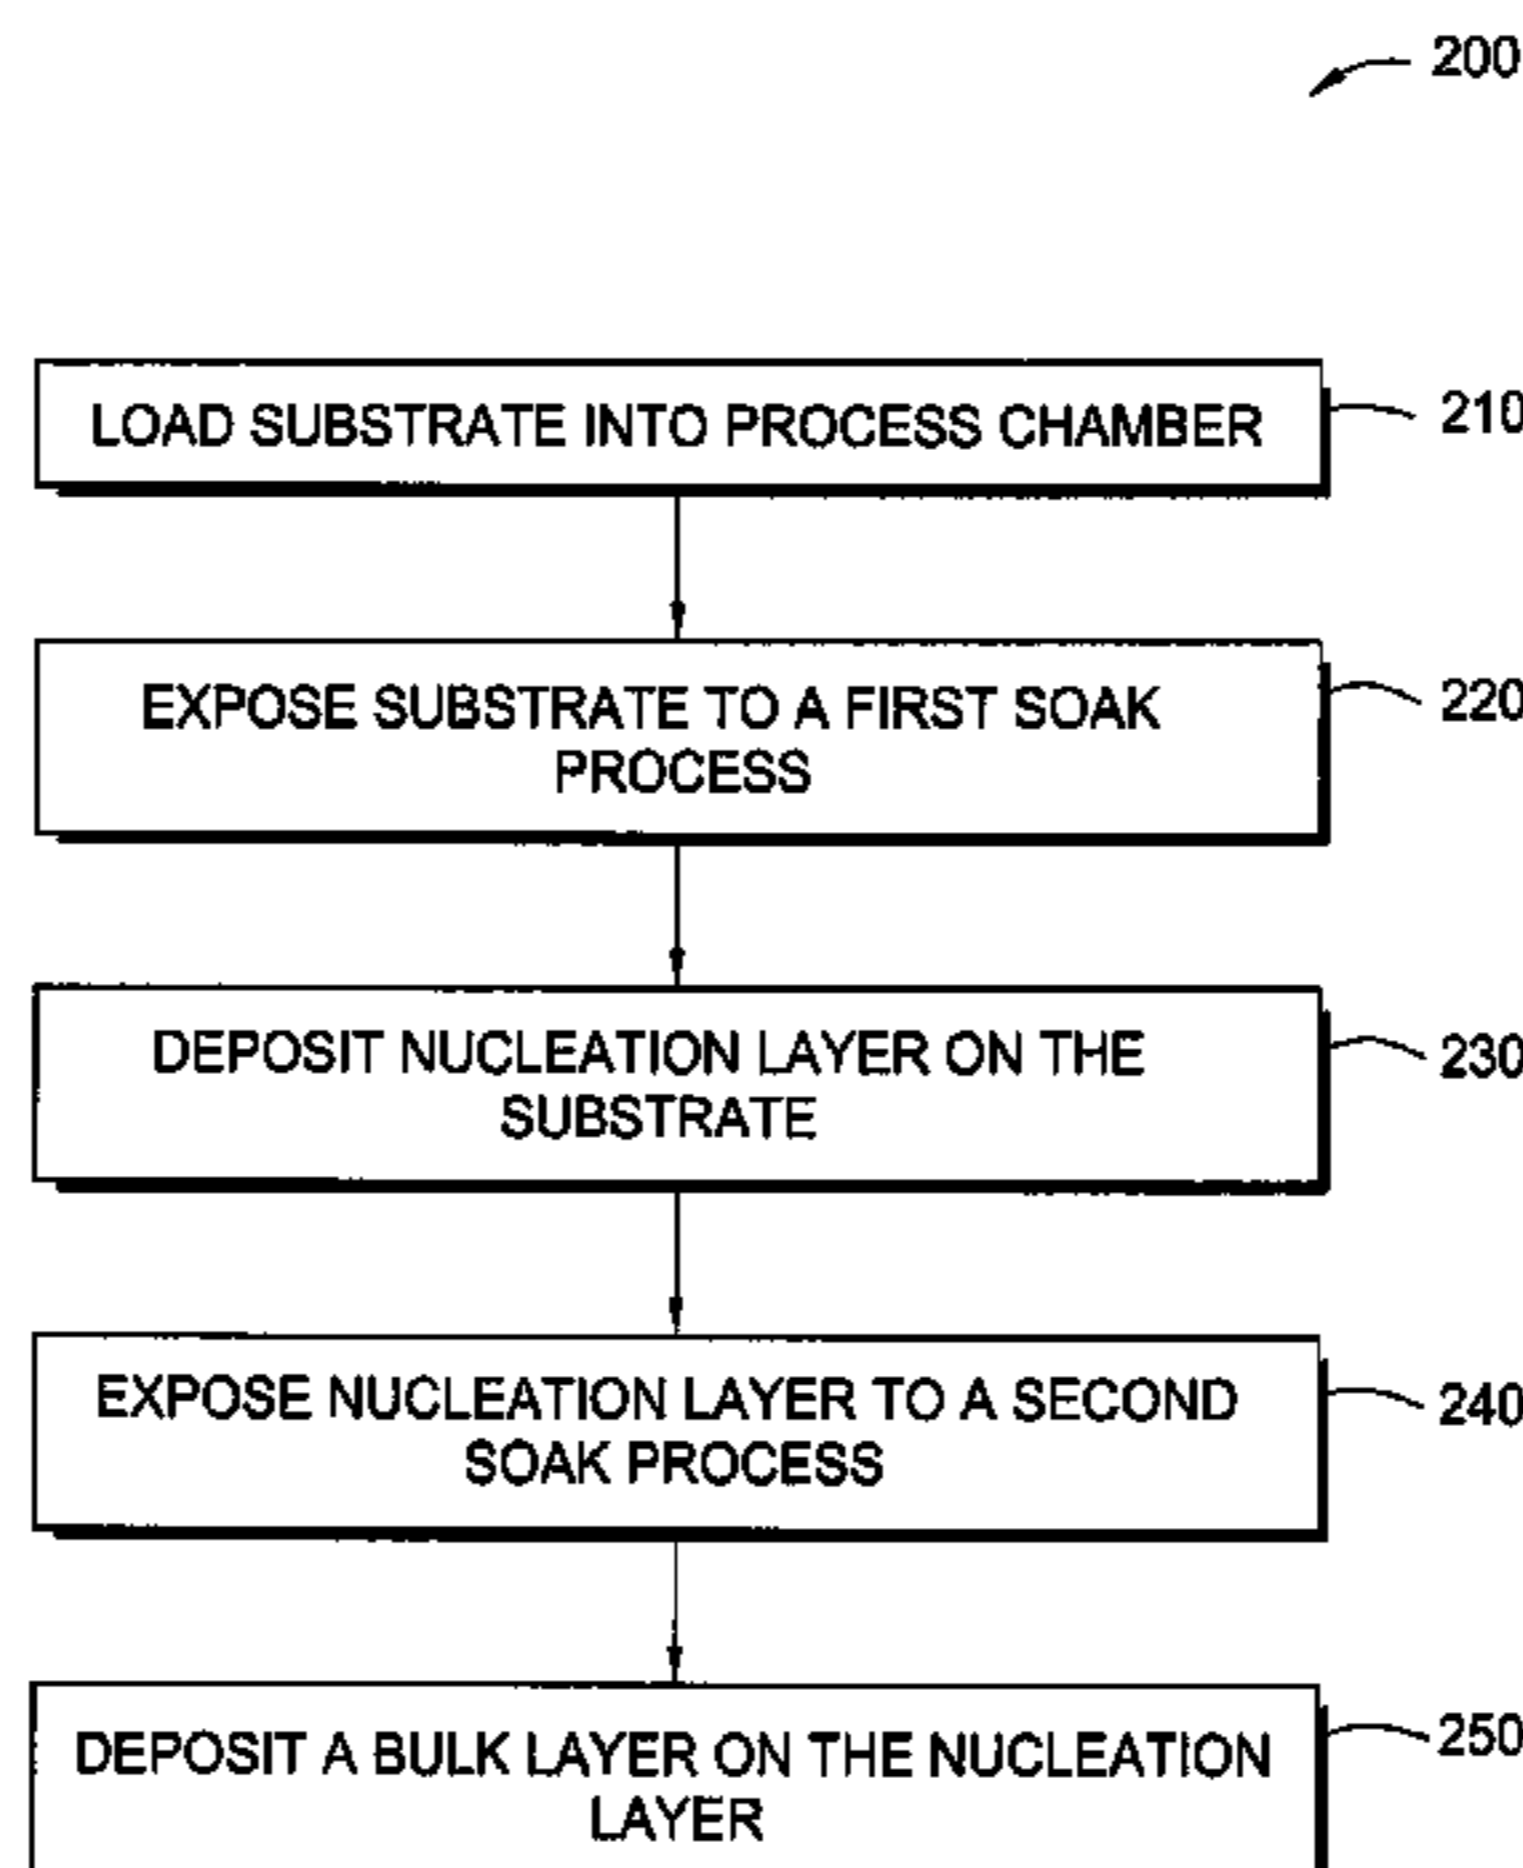 200
LOAD SUBSTRATE INTO PROCESS CHAMBER
210
EXPOSE SUBSTRATE TO A FIRST SOAK
PROCESS
220
DEPOSIT NUCLEATION LAYER ON THE
SUBSTRATE
230
EXPOSE NUCLEATION LAYER TO A SECOND
SOAK PROCESS
240
DEPOSIT A BULK LAYER ON THE NUCLEATION
LAYER
250